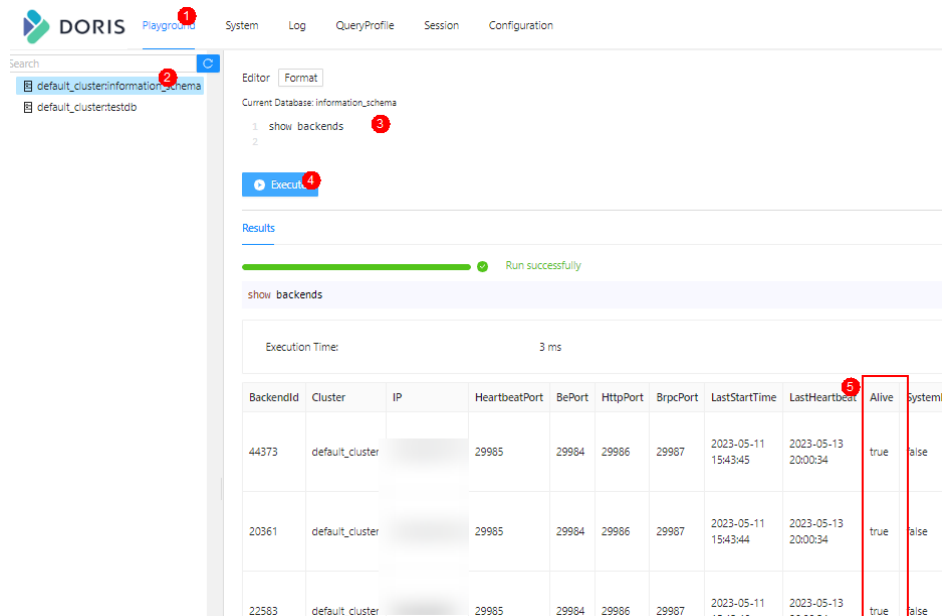 DORIS Playground 1 System Log QueryProfile Session Configuration
Search
default_cluster:information_schema 2
default_cluster:testdb
Editor Format
Current Database: information_schema
1 show backends 3
2
Execute 4
Results
Run successfully
show backends
Execution Time: 3 ms
5
BackendId Cluster IP HeartbeatPort BePort HttpPort BrpcPort LastStartTime LastHeartbeat Alive
44373 default_cluster 29985 29984 29986 29987 2023-05-11 15:43:45 2023-05-13 20:00:34 true false
20361 default_cluster 29985 29984 29986 29987 2023-05-11 15:43:44 2023-05-13 20:00:34 true false
22583 default_cluster 29985 29984 29986 29987 2023-05-11 2023-05-13 true false